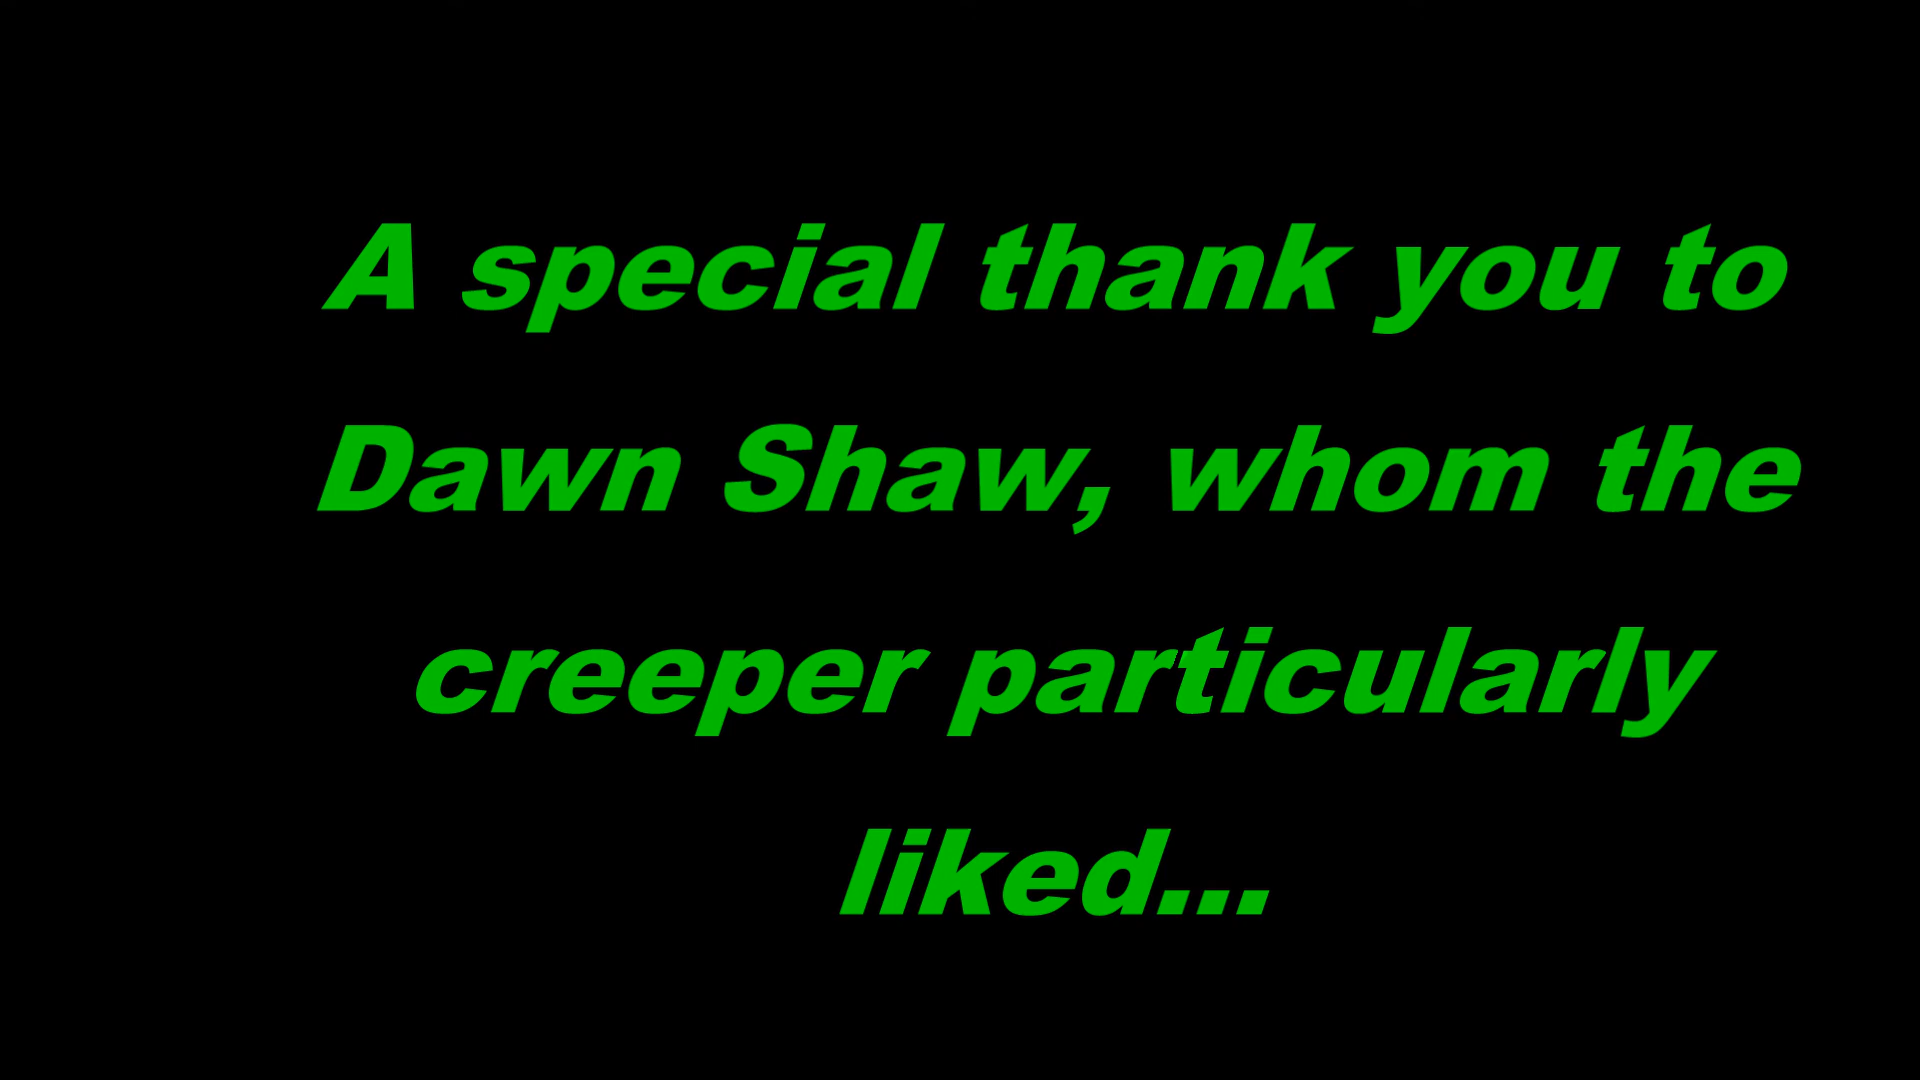 A special thank you to
Dawn Shaw, whom the
creeper particularly
liked...